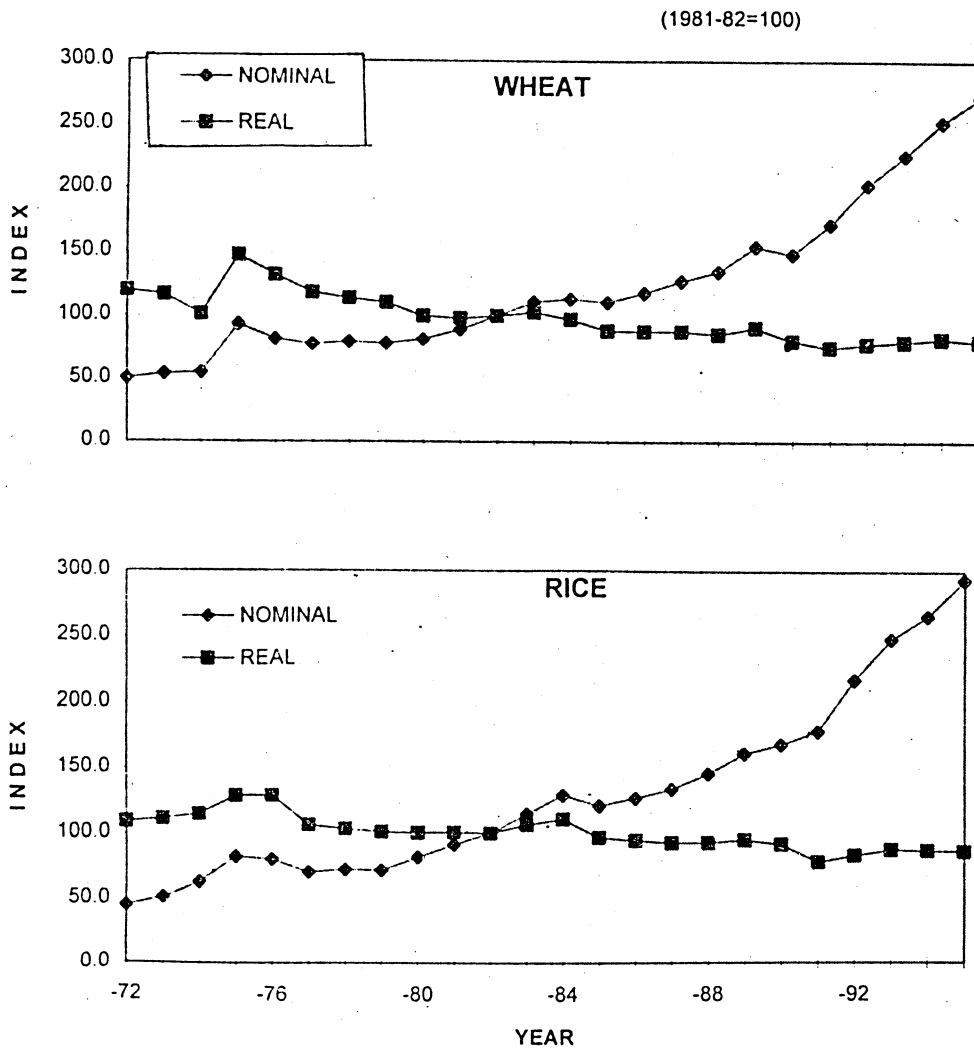 (1981-82=100)
300.0
250.0
200.0
150.0
100.0
50.0
0.0
INDEX
NOMINAL
REAL
WHEAT
300.0
250.0
200.0
150.0
100.0
50.0
0.0
INDEX
NOMINAL
REAL
RICE
-72 -76 -80 -84 -88 -92
YEAR